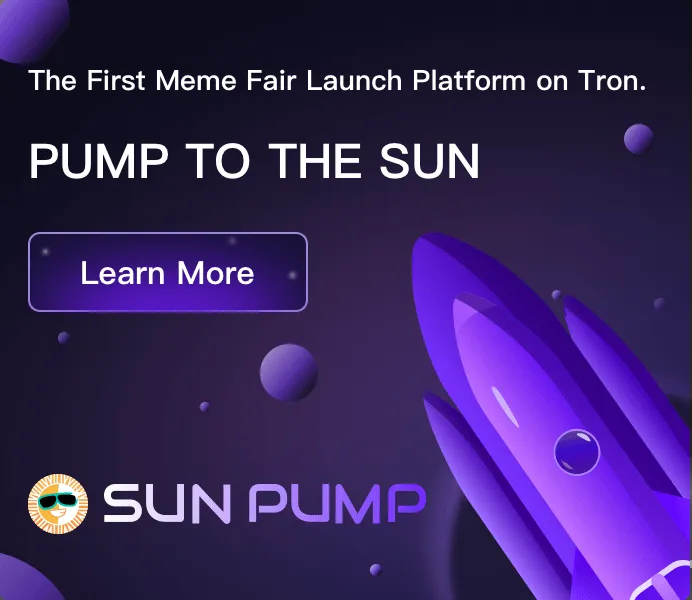 The First Meme Fair Launch Platform on Tron.
PUMP TO THE SUN
Learn More
SUN PUMP